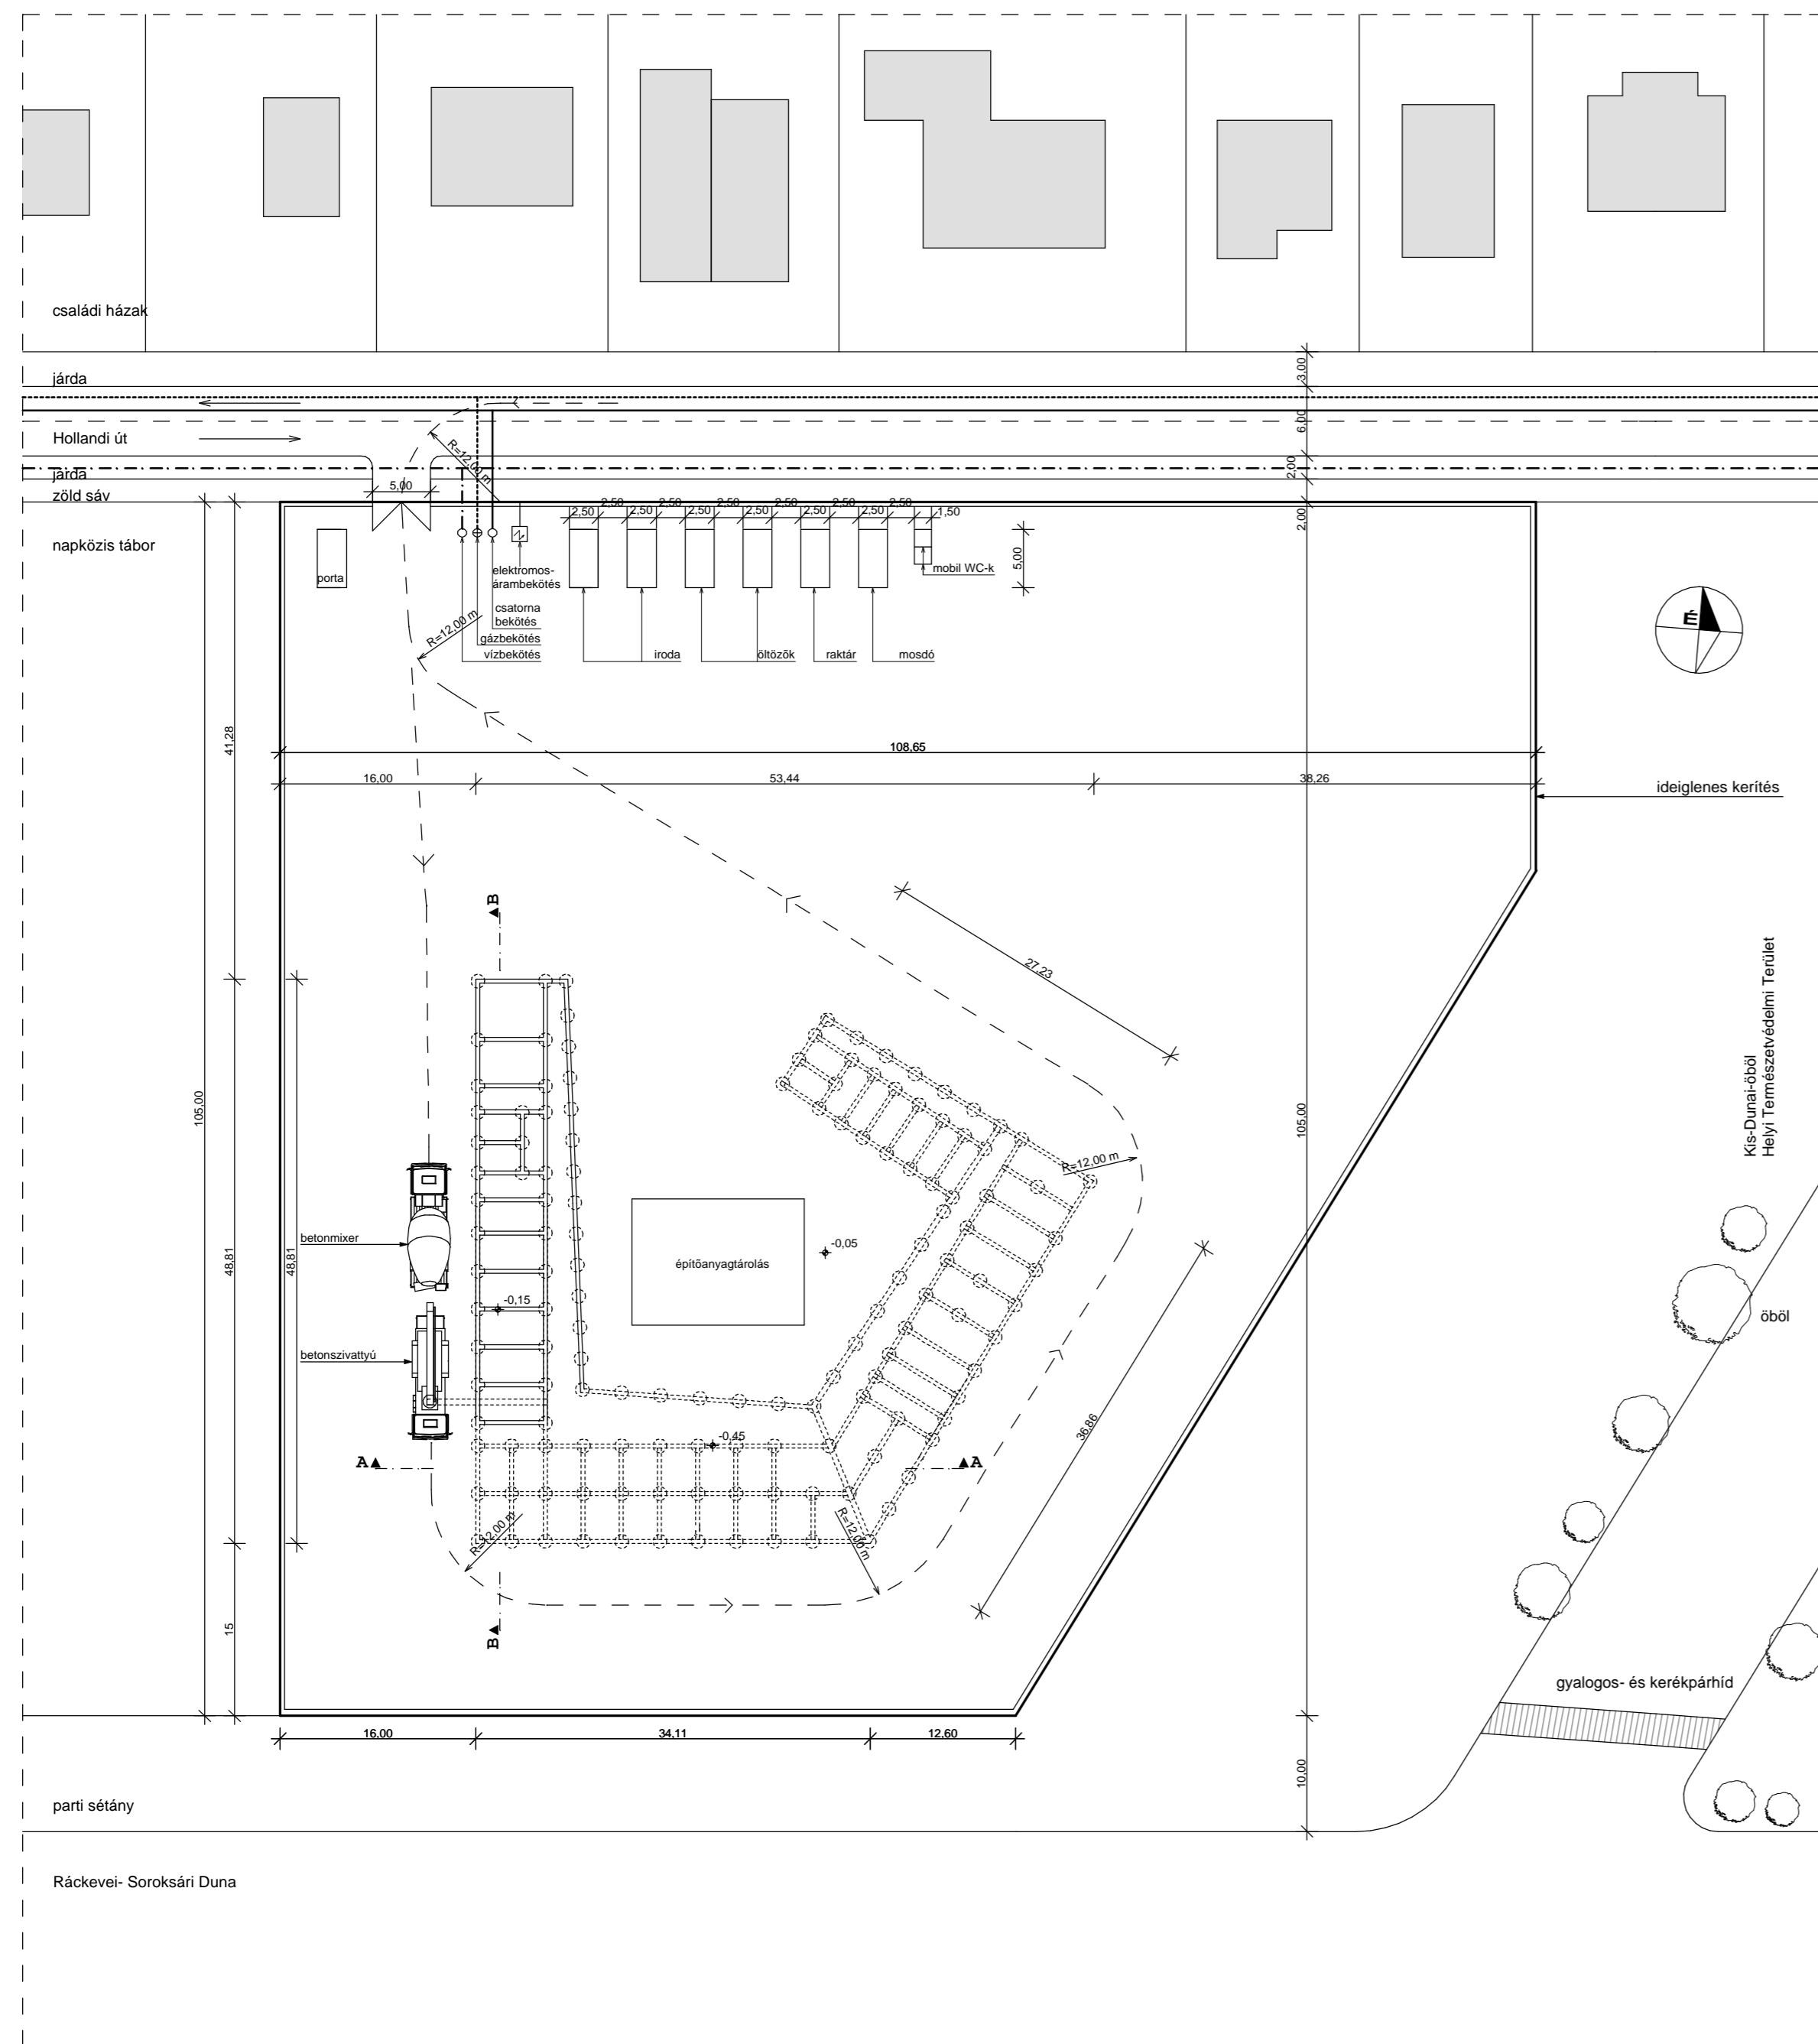 családi házak
járda
3,00
Hollandi út
6,00
R=12,00 m
járda
2,00
zöld sáv
5,00
2,50 2,50 2,50 2,50 2,50 2,50
2,50 2,50 2,50 2,50 2,50 2,50 1,50
2,00
napközis tábor
porta
elektromos-
árambekötés
mobil WC-k
5,00
csatorna
bekötés
gázbekötés
vízbekötés
iroda
öltözők
raktár
mosdó
R=12,00 m
É
41,28
108,65
16,00
53,44
38,26
ideiglenes kerítés
B
27,23
Kis-Dunai-öböl
Helyi Természetvédelmi Terület
105,00
105,00
R=12,00 m
betonmixer
48,81
48,81
építőanyagtárolás
-0,05
-0,15
öböl
betonszivattyú
36,86
-0,45
A
A
R=12,00 m
R=12,00 m
B
15
gyalogos- és kerékpárhíd
16,00
34,11
12,60
10,00
parti sétány
Ráckevei- Soroksári Duna